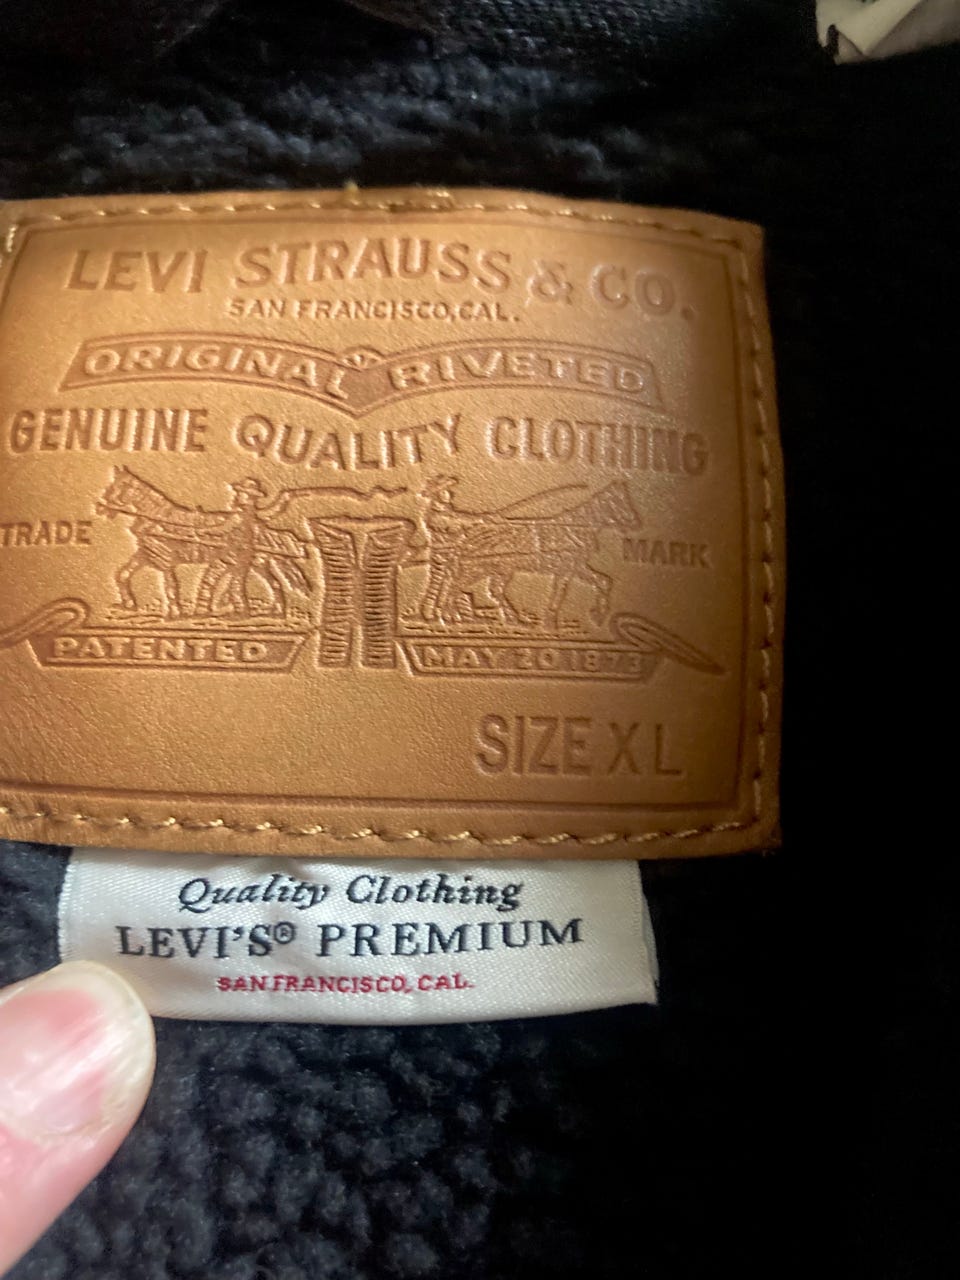 LEVI STRAUSS & CO.
SAN FRANCISCO, CAL.
ORIGINAL RIVETED
GENUINE QUALITY CLOTHING
TRADE MARK
PATENTED MAY 20 1873
SIZE XL
Quality Clothing
LEVI'S® PREMIUM
SAN FRANCISCO, CAL.